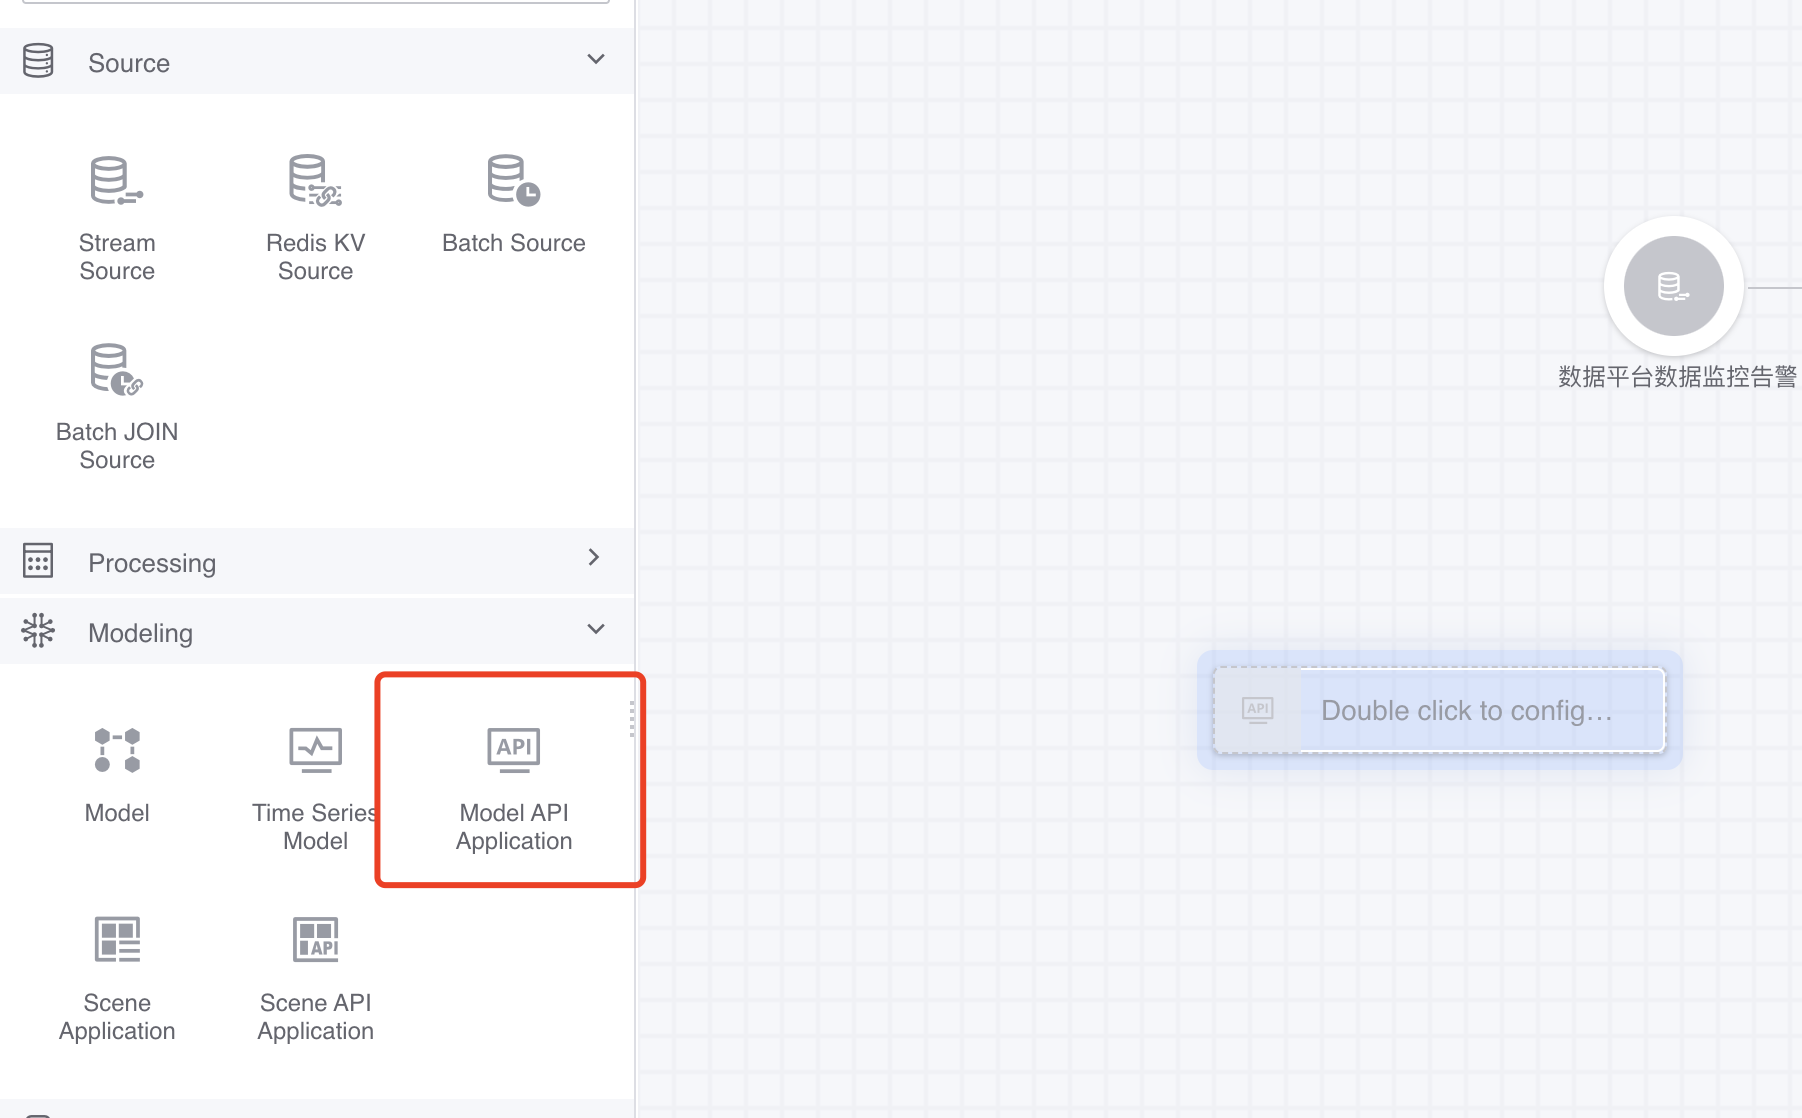 Source
Stream
Source
Redis KV
Source
Batch Source
Batch JOIN
Source
Processing
Modeling
Model
Time Series
Model
API
Model API
Application
Scene
Application
API
Scene API
Application
数据平台数据监控告警
API
Double click to config...